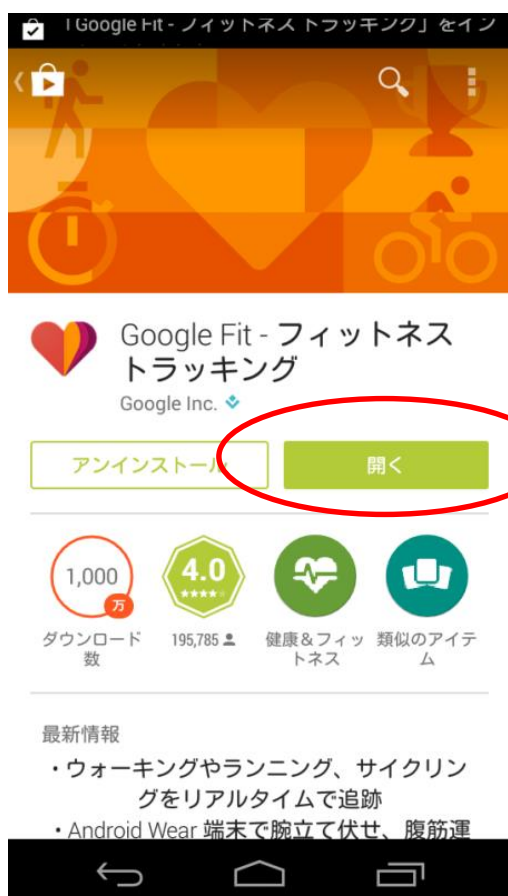 「Google Fit - フィットネス トラッキング」をイン
Google Fit - フィットネス
トラッキング
Google Inc.
アンインストール
開く
1,000
万
4.0
ダウンロード
数
195,785
健康＆フィッ
トネス
類似のアイテ
ム
最新情報
・ウォーキングやランニング、サイクリン
グをリアルタイムで追跡
・Android Wear 端末で腕立て伏せ、腹筋運